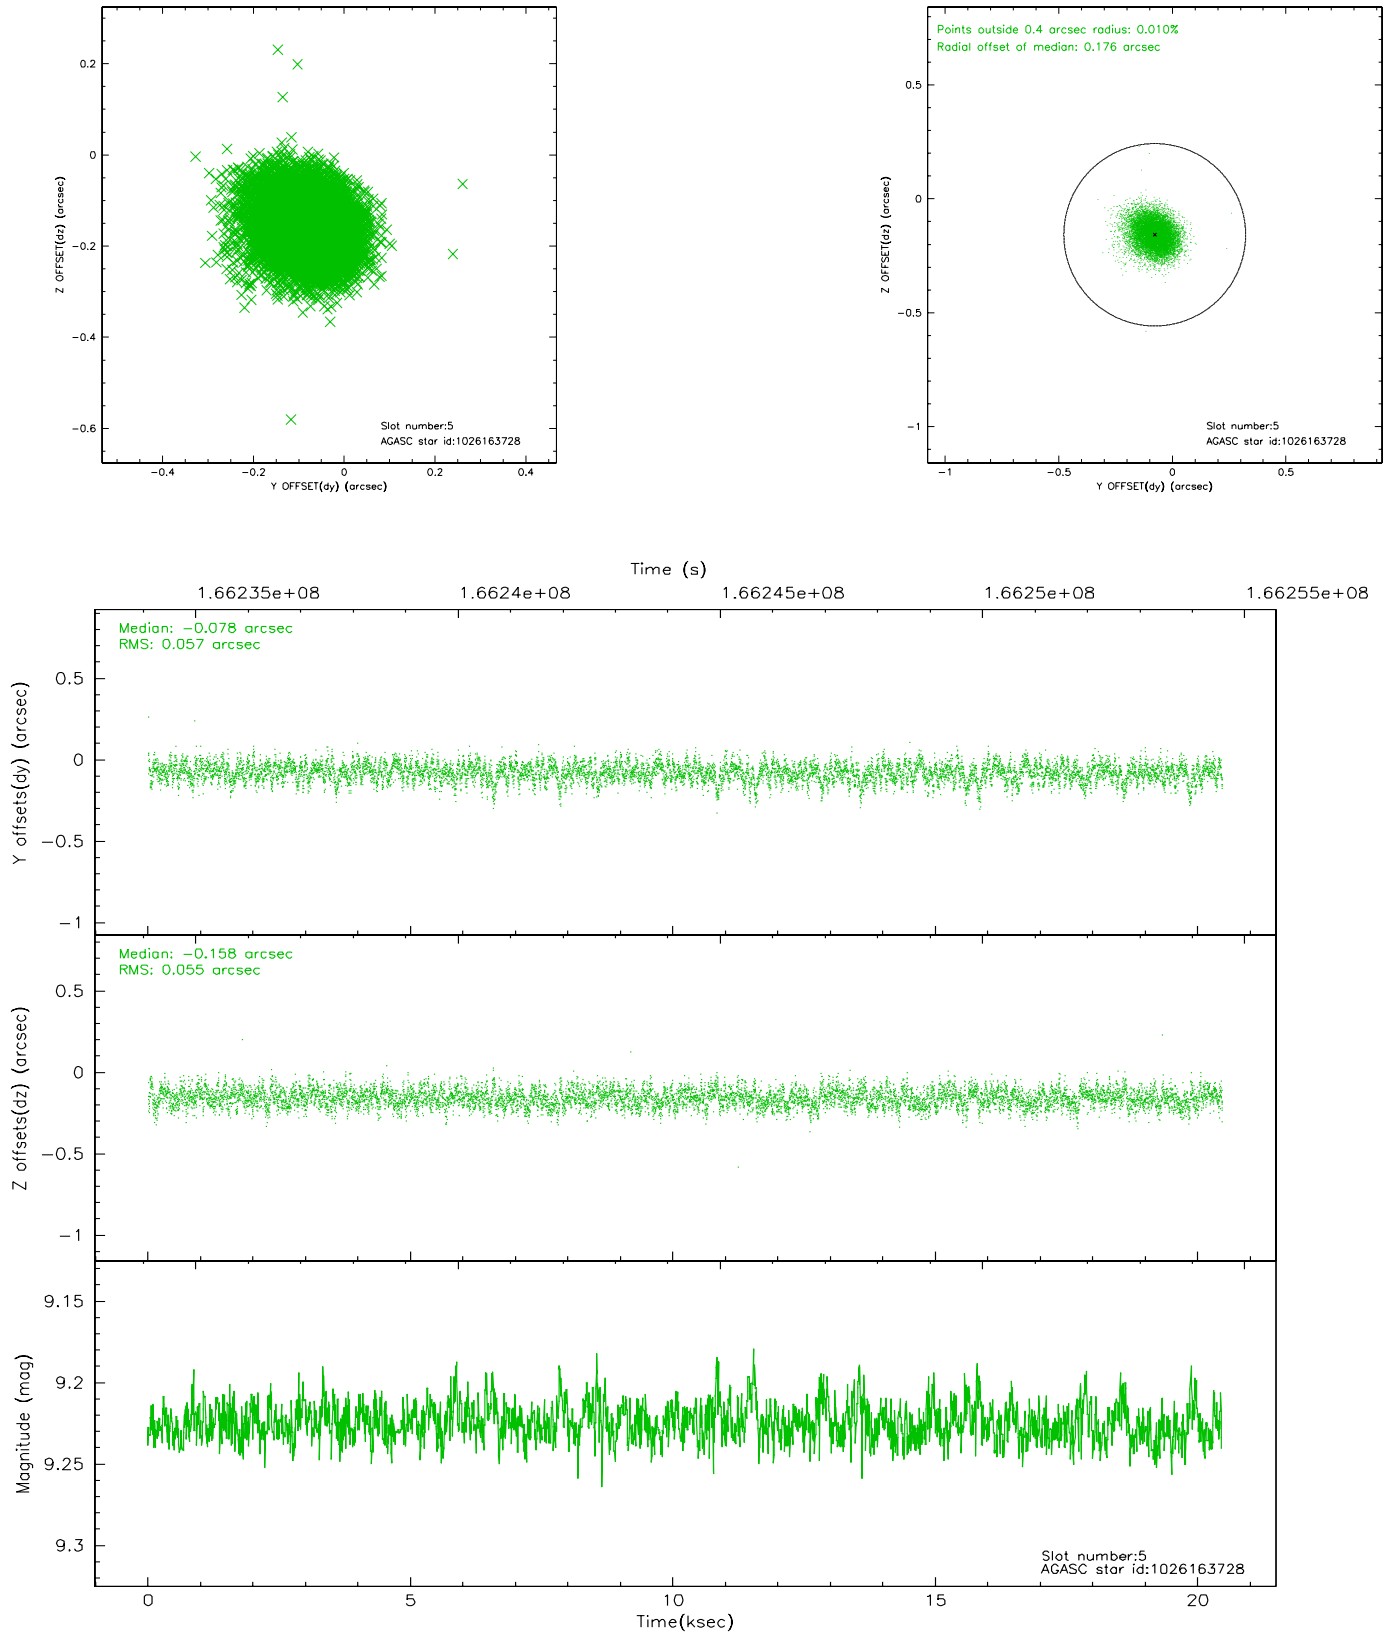 0.2
0
−0.2
−0.4
−0.6
Z OFFSET(dz) (arcsec)
−0.4
−0.2
0
0.2
0.4
Y OFFSET(dy) (arcsec)
Slot number:5
AGASC star id:1026163728
Points outside 0.4 arcsec radius: 0.010%
Radial offset of median: 0.176 arcsec
0.5
0
−0.5
−1
Z OFFSET(dz) (arcsec)
−1
−0.5
0
0.5
Y OFFSET(dy) (arcsec)
Slot number:5
AGASC star id:1026163728
Time (s)
1.66235e+08
1.6624e+08
1.66245e+08
1.6625e+08
1.66255e+08
Median: −0.078 arcsec
RMS: 0.057 arcsec
0.5
0
−0.5
−1
Y offsets(dy) (arcsec)
Median: −0.158 arcsec
RMS: 0.055 arcsec
0.5
0
−0.5
−1
Z offsets(dz) (arcsec)
9.15
9.2
9.25
9.3
Magnitude (mag)
Slot number:5
AGASC star id:1026163728
0
5
10
15
20
Time(ksec)